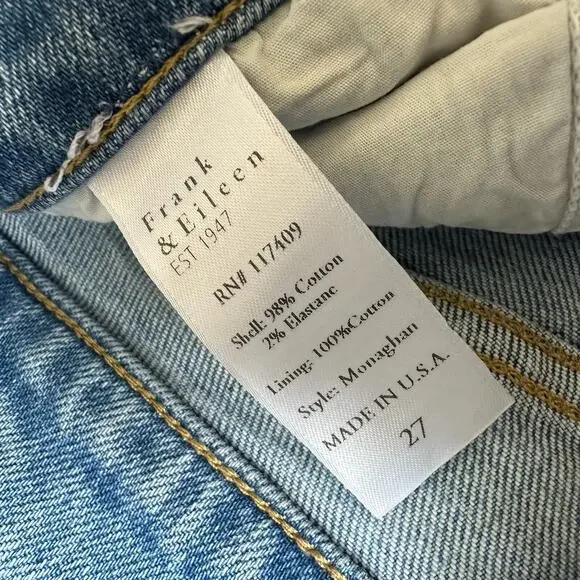 Frank
& Eileen
EST 1947
RN# 117409
Shell: 98% Cotton
2% Elastane
Lining- 100%Cotton
Style: Monaghan
MADE IN U.S.A.
27